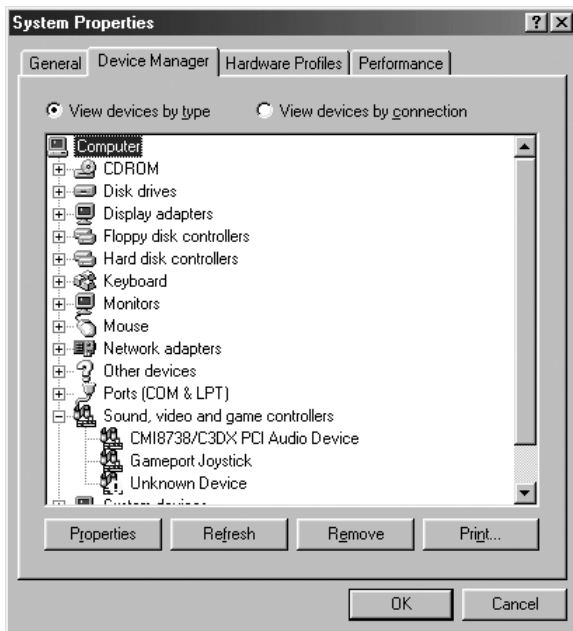 System Properties
General Device Manager Hardware Profiles Performance
View devices by type View devices by connection
Computer
CDROM
Disk drives
Display adapters
Floppy disk controllers
Hard disk controllers
Keyboard
Monitors
Mouse
Network adapters
Other devices
Ports (COM & LPT)
Sound, video and game controllers
CMI8738/C3DX PCI Audio Device
Gameport Joystick
Unknown Device
System devices
Properties Refresh Remove Print...
OK Cancel